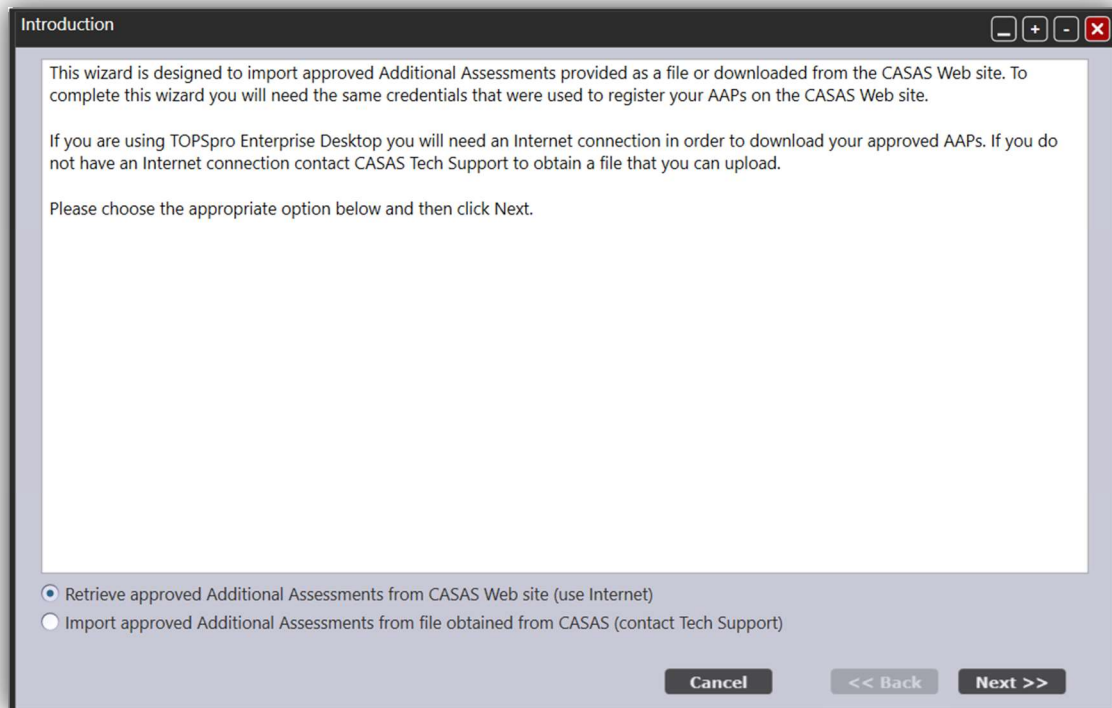 Introduction
This wizard is designed to import approved Additional Assessments provided as a file or downloaded from the CASAS Web site. To
complete this wizard you will need the same credentials that were used to register your AAPs on the CASAS Web site.
If you are using TOPSpro Enterprise Desktop you will need an Internet connection in order to download your approved AAPs. If you do
not have an Internet connection contact CASAS Tech Support to obtain a file that you can upload.
Please choose the appropriate option below and then click Next.
Retrieve approved Additional Assessments from CASAS Web site (use Internet)
Import approved Additional Assessments from file obtained from CASAS (contact Tech Support)
Cancel << Back Next >>